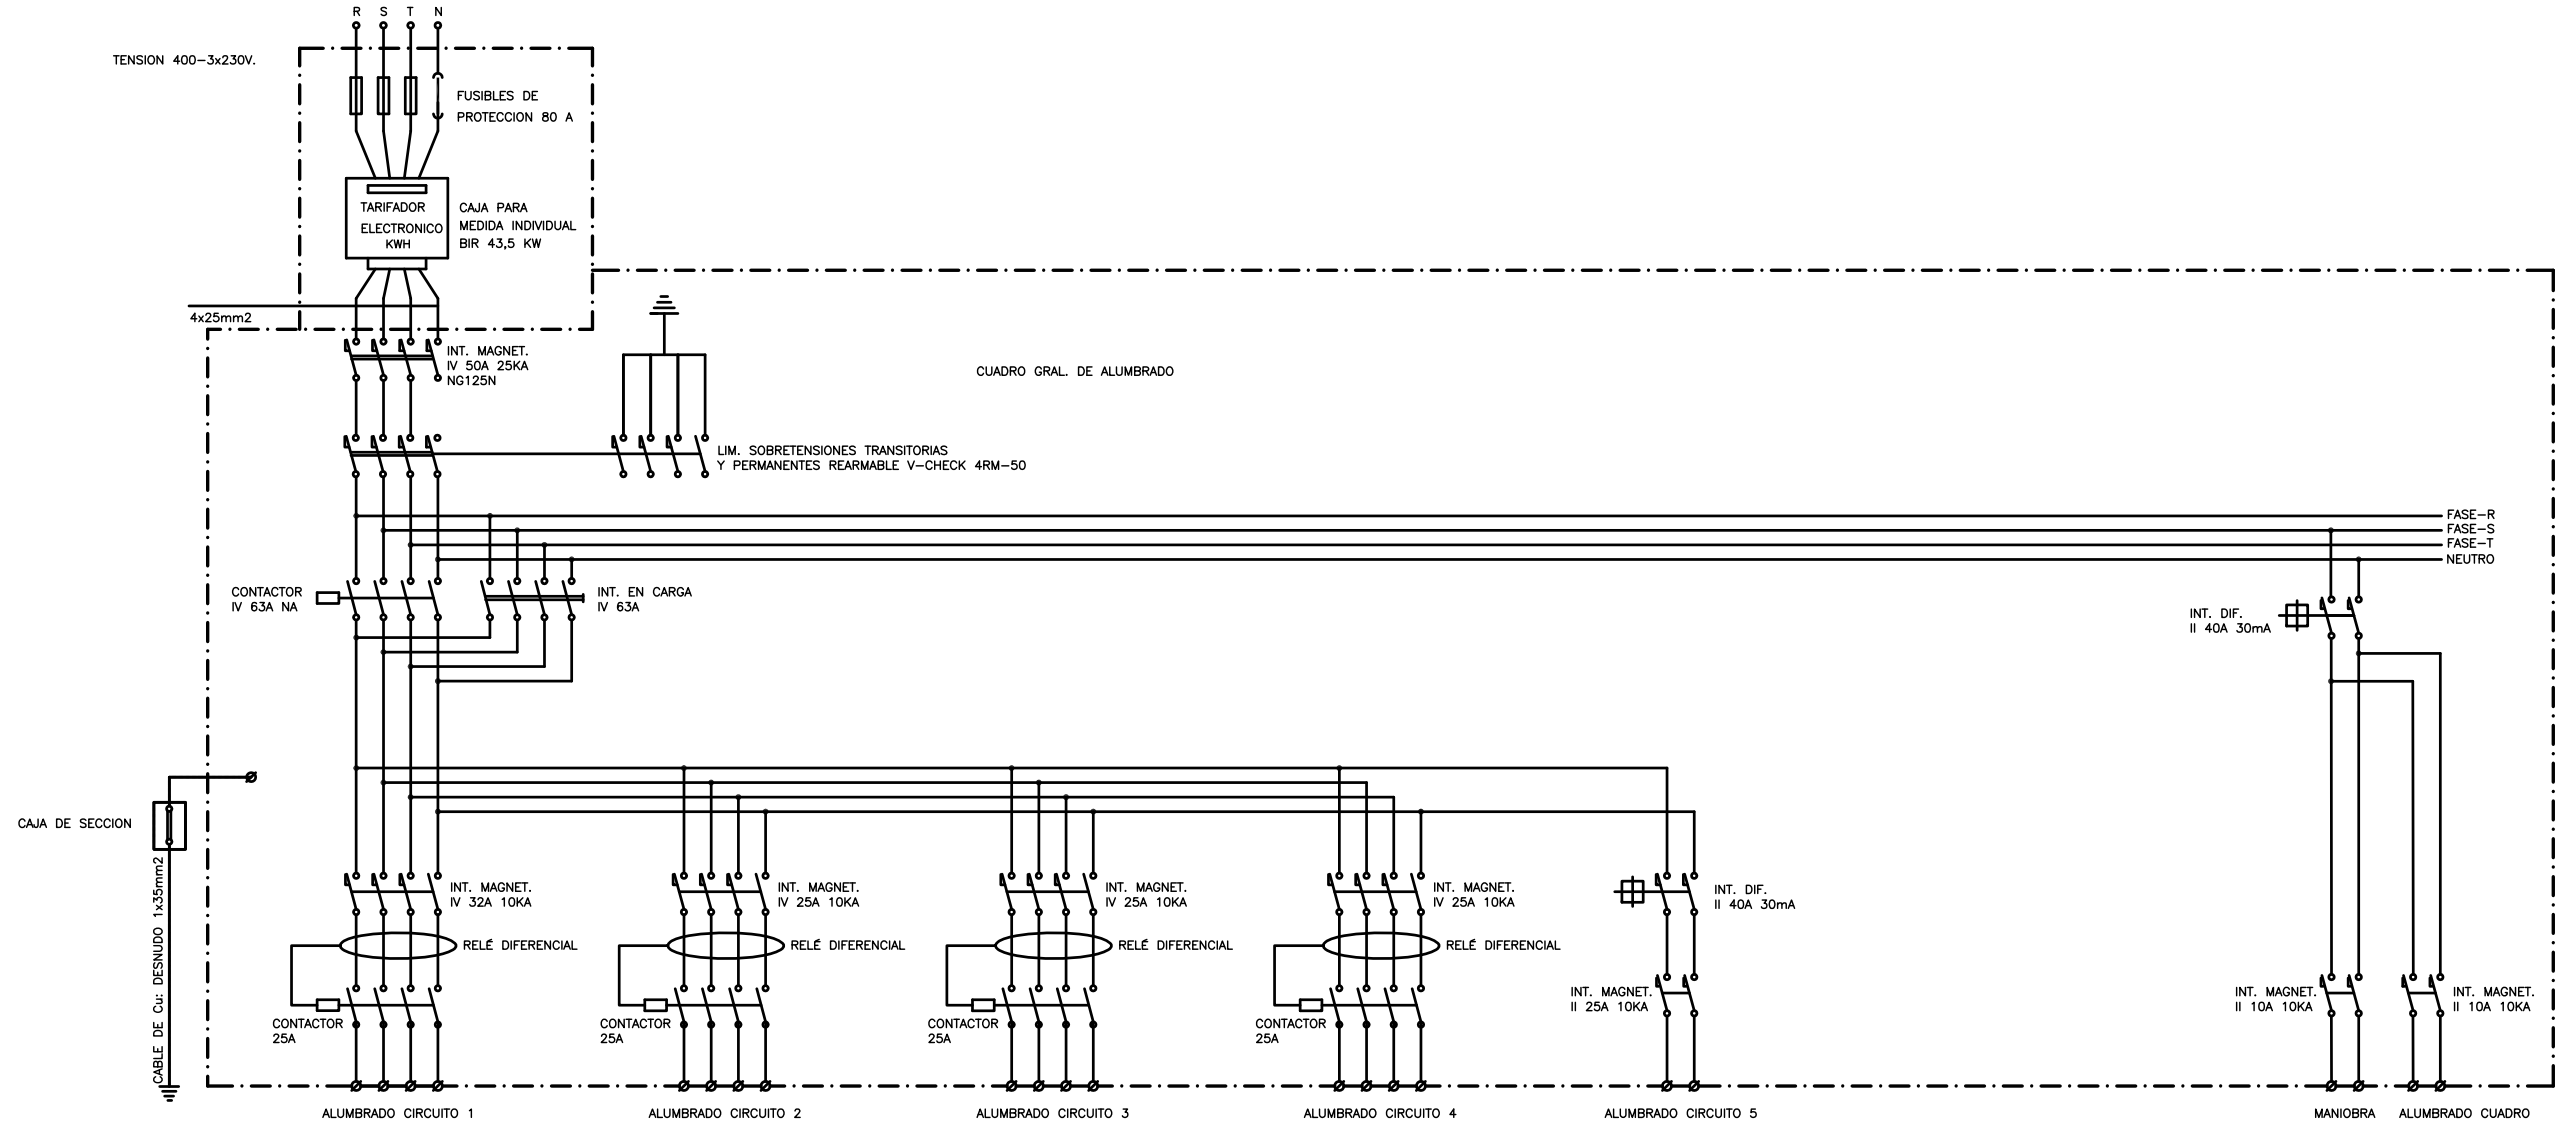 R S T N
TENSION 400-3x230V.
FUSIBLES DE
PROTECCION 80 A
TARIFADOR
ELECTRONICO
KWH
CAJA PARA
MEDIDA INDIVIDUAL
BIR 43,5 KW
4x25mm2
INT. MAGNET.
IV 50A 25KA
NG125N
CUADRO GRAL. DE ALUMBRADO
LIM. SOBRETENSIONES TRANSITORIAS
Y PERMANENTES REARMABLE V-CHECK 4RM-50
FASE-R
FASE-S
FASE-T
NEUTRO
CONTACTOR
IV 63A NA
INT. EN CARGA
IV 63A
INT. DIF.
II 40A 30mA
CAJA DE SECCION
CABLE DE Cu: DESNUDO 1x35mm2
INT. MAGNET.
IV 32A 10KA
INT. MAGNET.
IV 25A 10KA
INT. MAGNET.
IV 25A 10KA
INT. MAGNET.
IV 25A 10KA
INT. DIF.
II 40A 30mA
RELÉ DIFERENCIAL
RELÉ DIFERENCIAL
RELÉ DIFERENCIAL
RELÉ DIFERENCIAL
CONTACTOR
25A
CONTACTOR
25A
CONTACTOR
25A
CONTACTOR
25A
INT. MAGNET.
II 25A 10KA
INT. MAGNET.
II 10A 10KA
INT. MAGNET.
II 10A 10KA
ALUMBRADO CIRCUITO 1
ALUMBRADO CIRCUITO 2
ALUMBRADO CIRCUITO 3
ALUMBRADO CIRCUITO 4
ALUMBRADO CIRCUITO 5
MANIOBRA
ALUMBRADO CUADRO